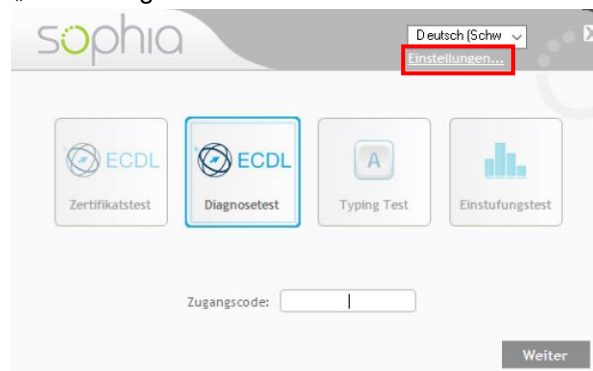 sophia
Deutsch (Schw
Einstellungen...
ECDL
Zertifikatstest
ECDL
Diagnosetest
A
Typing Test
Einstufungstest
Zugangscode:
Weiter